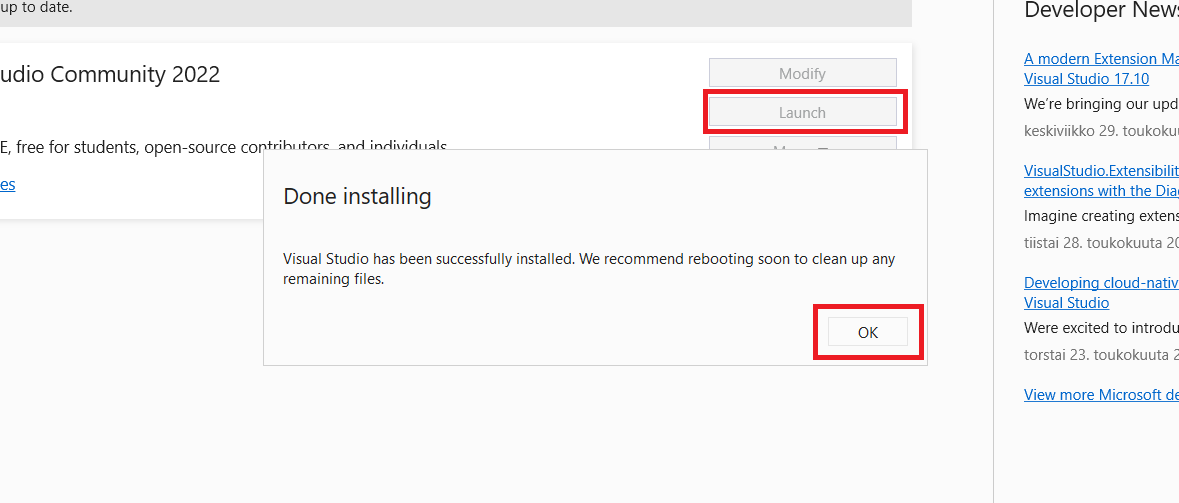 up to date.
udio Community 2022
Modify
Launch
E, free for students, open-source contributors, and individuals
es
Done installing
Visual Studio has been successfully installed. We recommend rebooting soon to clean up any
remaining files.
OK
Developer News
A modern Extension Ma
Visual Studio 17.10
We're bringing our upd
keskiviikko 29. toukoku
VisualStudio.Extensibilit
extensions with the Dia
Imagine creating extens
tiistai 28. toukokuuta 20
Developing cloud-nativ
Visual Studio
Were excited to introdu
torstai 23. toukokuuta 2
View more Microsoft de